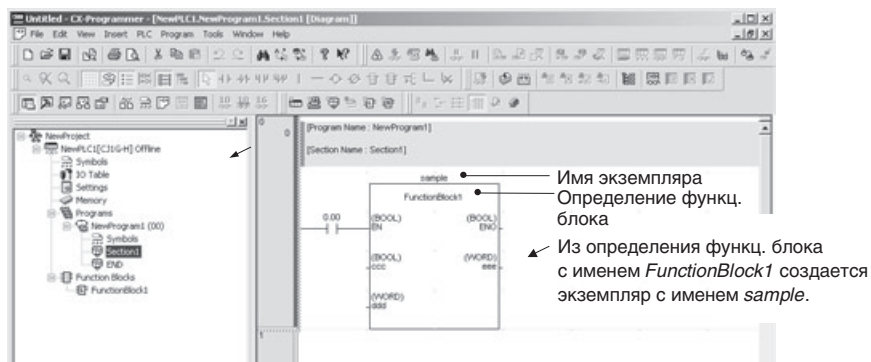 Untitled - CX-Programmer - [NewPLC1.NewProgram1.Section1 [Diagram]]
File Edit View Insert PLC Program Tools Window Help
NewProject
NewPLC1[CJ1G-H] Offline
Symbols
IO Table
Settings
Memory
Programs
NewProgram1 (00)
Symbols
Section1
END
Function Blocks
FunctionBlock1
0
0
[Program Name : NewProgram1]
[Section Name : Section1]
sample
FunctionBlock1
0.00
(BOOL)
EN
(BOOL)
ENO
(BOOL)
ccc
(WORD)
eee
(WORD)
ddd
1
Имя экземпляра
Определение функц.
блока
Из определения функц. блока
с именем FunctionBlock1 создается
экземпляр с именем sample.